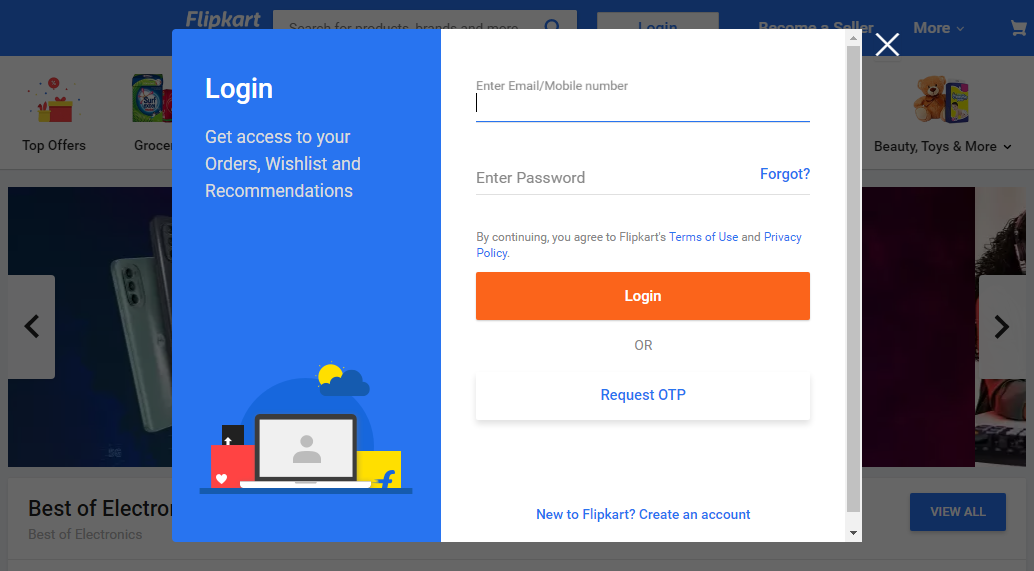 Flipkart
Search for products, brands and more
Login
Become a Seller
More
Login
Get access to your
Orders, Wishlist and
Recommendations
Enter Email/Mobile number
Enter Password
Forgot?
By continuing, you agree to Flipkart's Terms of Use and Privacy
Policy.
Login
OR
Request OTP
New to Flipkart? Create an account
Top Offers
Groce
Beauty, Toys & More
Surf
Best of Electron
Best of Electronics
VIEW ALL